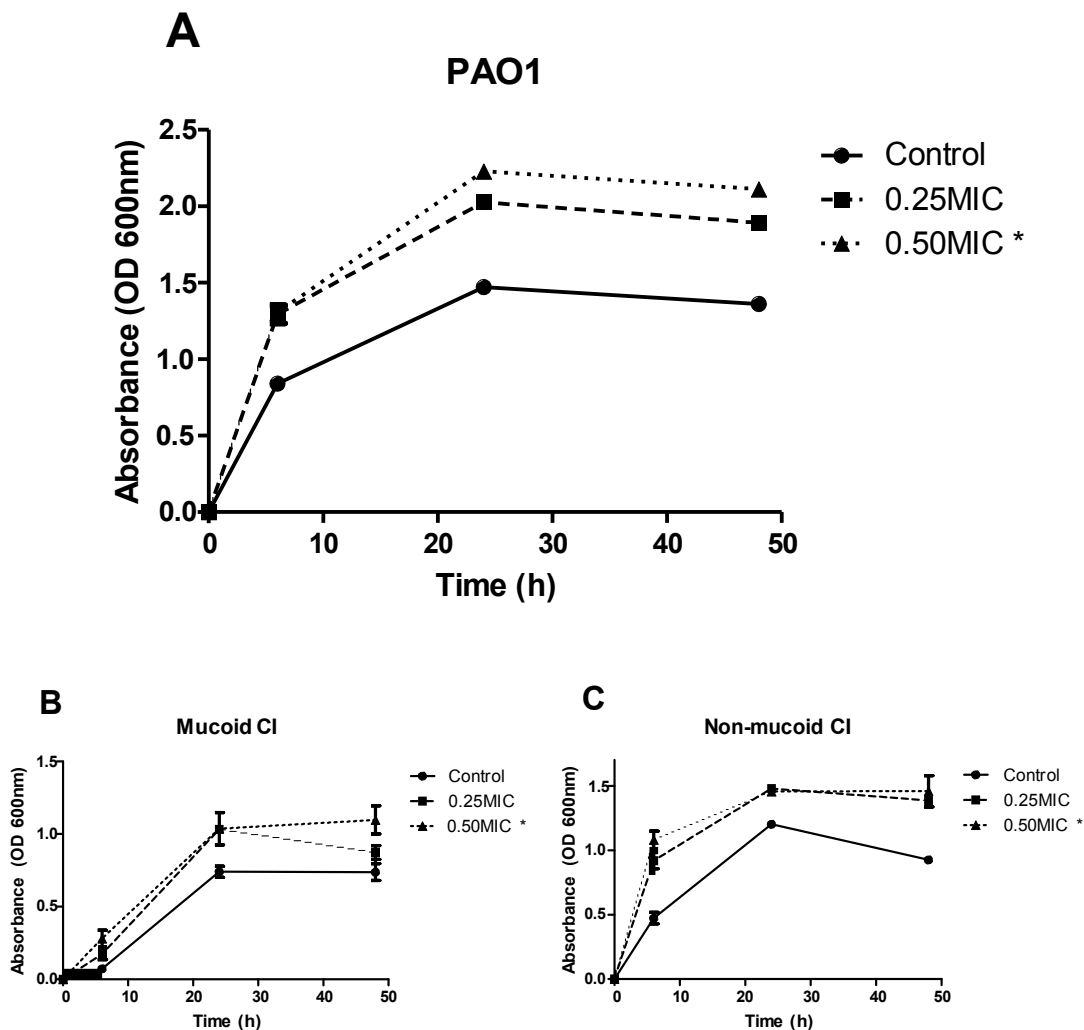 A
PAO1
Absorbance (OD 600nm)
2.5
2.0
1.5
1.0
0.5
0.0
0 10 20 30 40 50
Time (h)
Control
0.25MIC
0.50MIC *
B
Mucoid CI
Absorbance (OD 600nm)
1.5
1.0
0.5
0.0
0 10 20 30 40 50
Time (h)
Control
0.25MIC
0.50MIC *
C
Non-mucoid CI
Absorbance (OD 600nm)
1.5
1.0
0.5
0.0
0 10 20 30 40 50
Time (h)
Control
0.25MIC
0.50MIC *